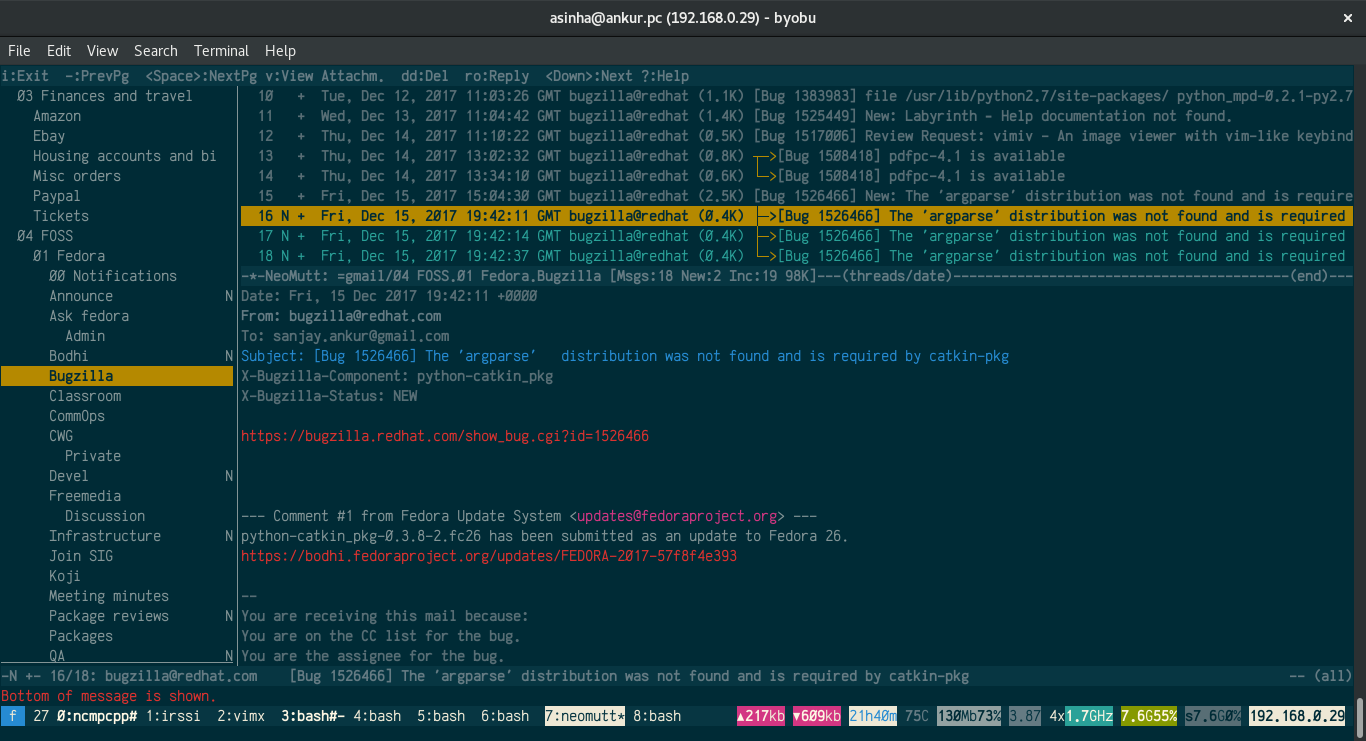 asinha@ankur.pc (192.168.0.29) - byobu
×
File Edit View Search Terminal Help
i:Exit -:PrevPg <Space>:NextPg v:View Attachm. dd:Del ro:Reply <Down>:Next ?:Help
03 Finances and travel
Amazon
Ebay
Housing accounts and bi
Misc orders
Paypal
Tickets
04 FOSS
01 Fedora
00 Notifications
Announce N
Ask fedora
Admin
Bodhi N
Bugzilla
Classroom
CommOps
CWG
Private
Devel N
Freemedia
Discussion
Infrastructure N
Join SIG
Koji
Meeting minutes
Package reviews N
Packages
QA N
10 + Tue, Dec 12, 2017 11:03:26 GMT bugzilla@redhat (1.1K) [Bug 1383983] file /usr/lib/python2.7/site-packages/ python_mpd-0.2.1-py2.7
11 + Wed, Dec 13, 2017 11:04:42 GMT bugzilla@redhat (1.4K) [Bug 1525449] New: Labyrinth - Help documentation not found.
12 + Thu, Dec 14, 2017 11:10:22 GMT bugzilla@redhat (0.5K) [Bug 1517006] Review Request: vimiv - An image viewer with vim-like keybind
13 + Thu, Dec 14, 2017 13:02:32 GMT bugzilla@redhat (0.8K) ┬─>[Bug 1508418] pdfpc-4.1 is available
14 + Thu, Dec 14, 2017 13:34:10 GMT bugzilla@redhat (0.6K) └─>[Bug 1508418] pdfpc-4.1 is available
15 + Fri, Dec 15, 2017 15:04:30 GMT bugzilla@redhat (2.5K) [Bug 1526466] New: The 'argparse' distribution was not found and is require
16 N + Fri, Dec 15, 2017 19:42:11 GMT bugzilla@redhat (0.4K) ├─>[Bug 1526466] The 'argparse' distribution was not found and is required
17 N + Fri, Dec 15, 2017 19:42:14 GMT bugzilla@redhat (0.4K) ├─>[Bug 1526466] The 'argparse' distribution was not found and is required
18 N + Fri, Dec 15, 2017 19:42:37 GMT bugzilla@redhat (0.4K) └─>[Bug 1526466] The 'argparse' distribution was not found and is required
-*-NeoMutt: =gmail/04 FOSS.01 Fedora.Bugzilla [Msgs:18 New:2 Inc:19 98K]---(threads/date)------------------------------------------(end)---
Date: Fri, 15 Dec 2017 19:42:11 +0000
From: bugzilla@redhat.com
To: sanjay.ankur@gmail.com
Subject: [Bug 1526466] The 'argparse' distribution was not found and is required by catkin-pkg
X-Bugzilla-Component: python-catkin_pkg
X-Bugzilla-Status: NEW
https://bugzilla.redhat.com/show_bug.cgi?id=1526466
--- Comment #1 from Fedora Update System <updates@fedoraproject.org> ---
python-catkin_pkg-0.3.8-2.fc26 has been submitted as an update to Fedora 26.
https://bodhi.fedoraproject.org/updates/FEDORA-2017-57f8f4e393
--
You are receiving this mail because:
You are on the CC list for the bug.
You are the assignee for the bug.
-N +- 16/18: bugzilla@redhat.com [Bug 1526466] The 'argparse' distribution was not found and is required by catkin-pkg -- (all)
Bottom of message is shown.
f 27 0:ncmpcpp# 1:irssi 2:vimx 3:bash#- 4:bash 5:bash 6:bash 7:neomutt* 8:bash ▲217kb ▼609kb 21h40m 75C 130Mb73% 3.87 4x1.7GHz 7.6G55% s7.6G0% 192.168.0.29